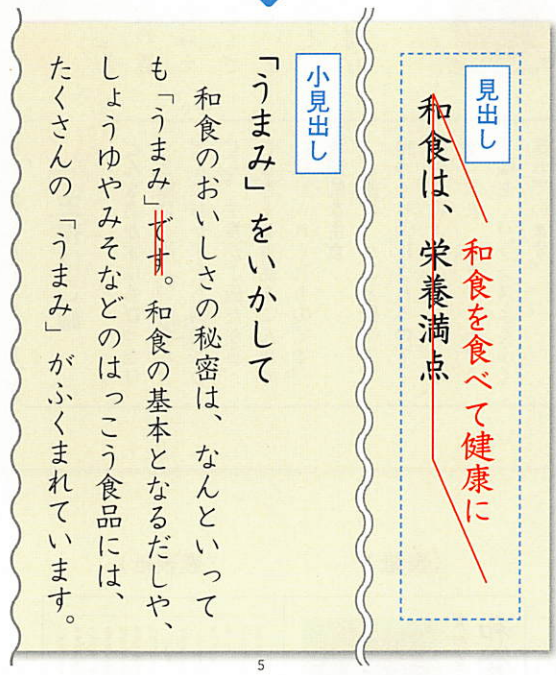 見出し
和食を食べて健康に
和食は、栄養満点
小見出し
「うまみ」をいかして
和食のおいしさの秘密は、なんといって
も「うまみ」です。和食の基本となるだしや、
しょうゆやみそなどのはっこう食品には、
たくさんの「うまみ」がふくまれています。
5